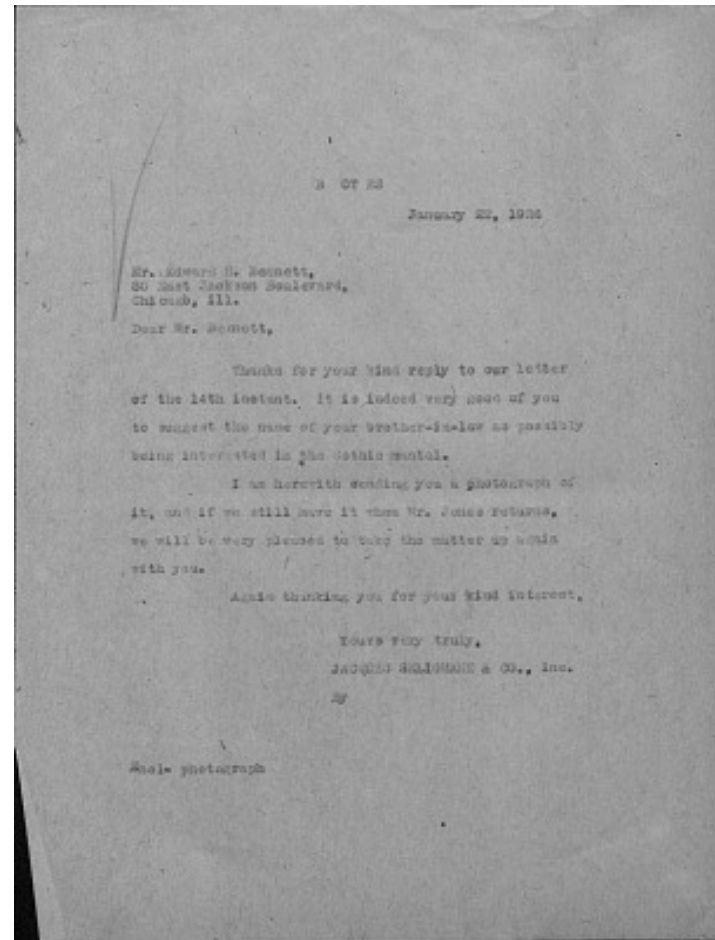 January 22, 1926
Mr. Edward H. Bennett,
80 East Jackson Boulevard,
Ill.
Dear Mr. Bennett,
Thanks for your kind reply to our letter
of the 14th instant. It is indeed very good of you
to suggest the name of your brother-in-law as possibly
being interested in the Gothic mantel.
I am herewith sending you a photograph of
it, and if we still have it when Mr. Jones returns,
we will be very pleased to take the matter up again
with you.
Again thanking you for your kind interest,
Yours very truly,
JACQUES SELIGMANN & CO., Inc.
By
Encl- photograph